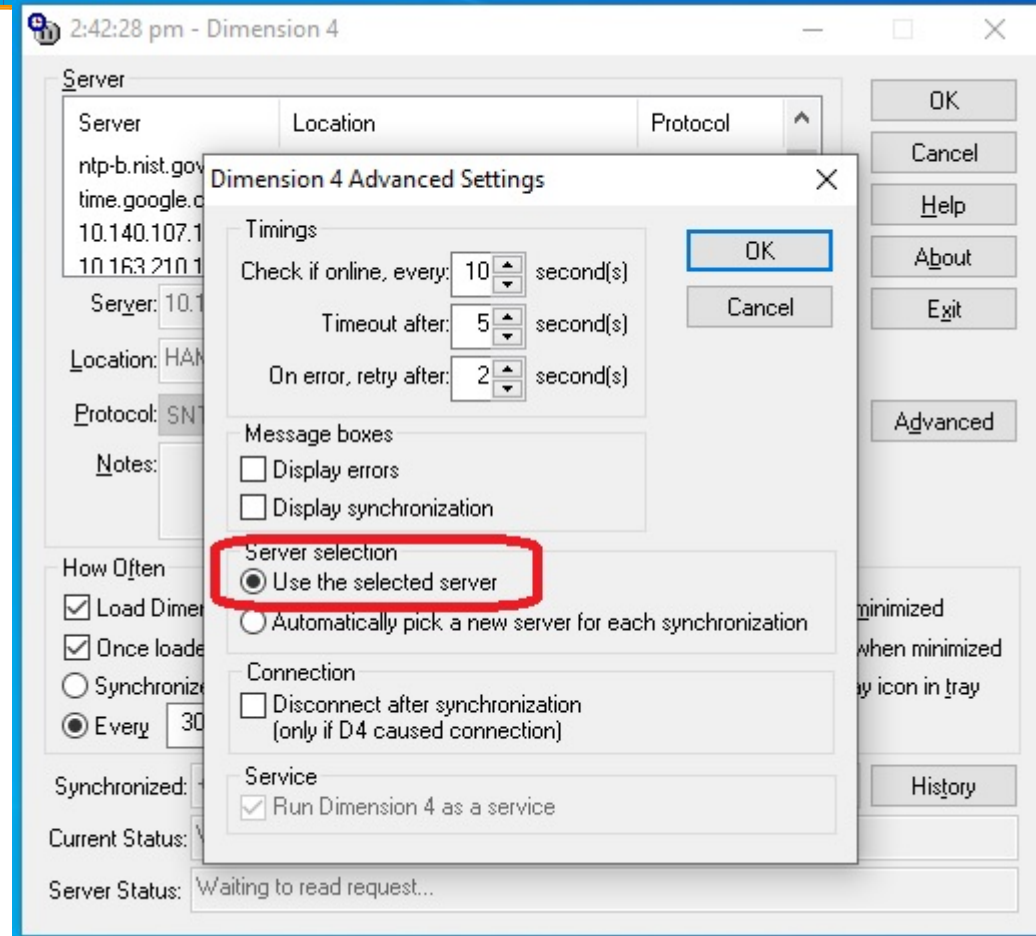 2:42:28 pm - Dimension 4
Server
Server Location Protocol
ntp-b.nist.gov
time.google.c
10.140.107.1
10.163.210.1
Server: 10.1
Location: HAM
Protocol: SNT
Notes:
How Often
Load Dimen
Once loade
Synchronize
Every 30
Synchronized:
Current Status:
Server Status: Waiting to read request...
OK
Cancel
Help
About
Exit
Advanced
minimized
when minimized
ay icon in tray
History
Dimension 4 Advanced Settings
Timings
Check if online, every: 10 second(s)
Timeout after: 5 second(s)
On error, retry after: 2 second(s)
OK
Cancel
Message boxes
Display errors
Display synchronization
Server selection
Use the selected server
Automatically pick a new server for each synchronization
Connection
Disconnect after synchronization
(only if D4 caused connection)
Service
Run Dimension 4 as a service